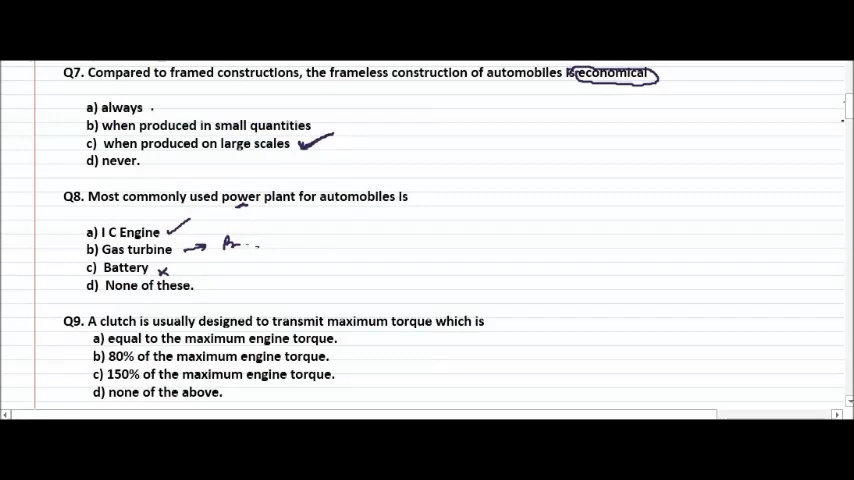 Q7. Compared to framed constructions, the frameless construction of automobiles is economical
a) always
b) when produced in small quantities
c) when produced on large scales
d) never.
Q8. Most commonly used power plant for automobiles is
a) I C Engine
b) Gas turbine
c) Battery
d) None of these.
Q9. A clutch is usually designed to transmit maximum torque which is
a) equal to the maximum engine torque.
b) 80% of the maximum engine torque.
c) 150% of the maximum engine torque.
d) none of the above.